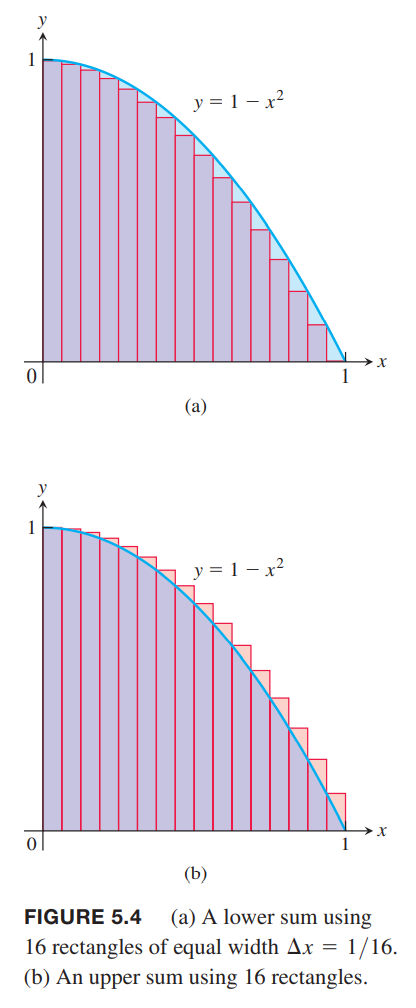 y
1
y = 1 − x²
0
1
x
(a)
y
1
y = 1 − x²
0
1
x
(b)
FIGURE 5.4 (a) A lower sum using
16 rectangles of equal width Δx = 1/16.
(b) An upper sum using 16 rectangles.